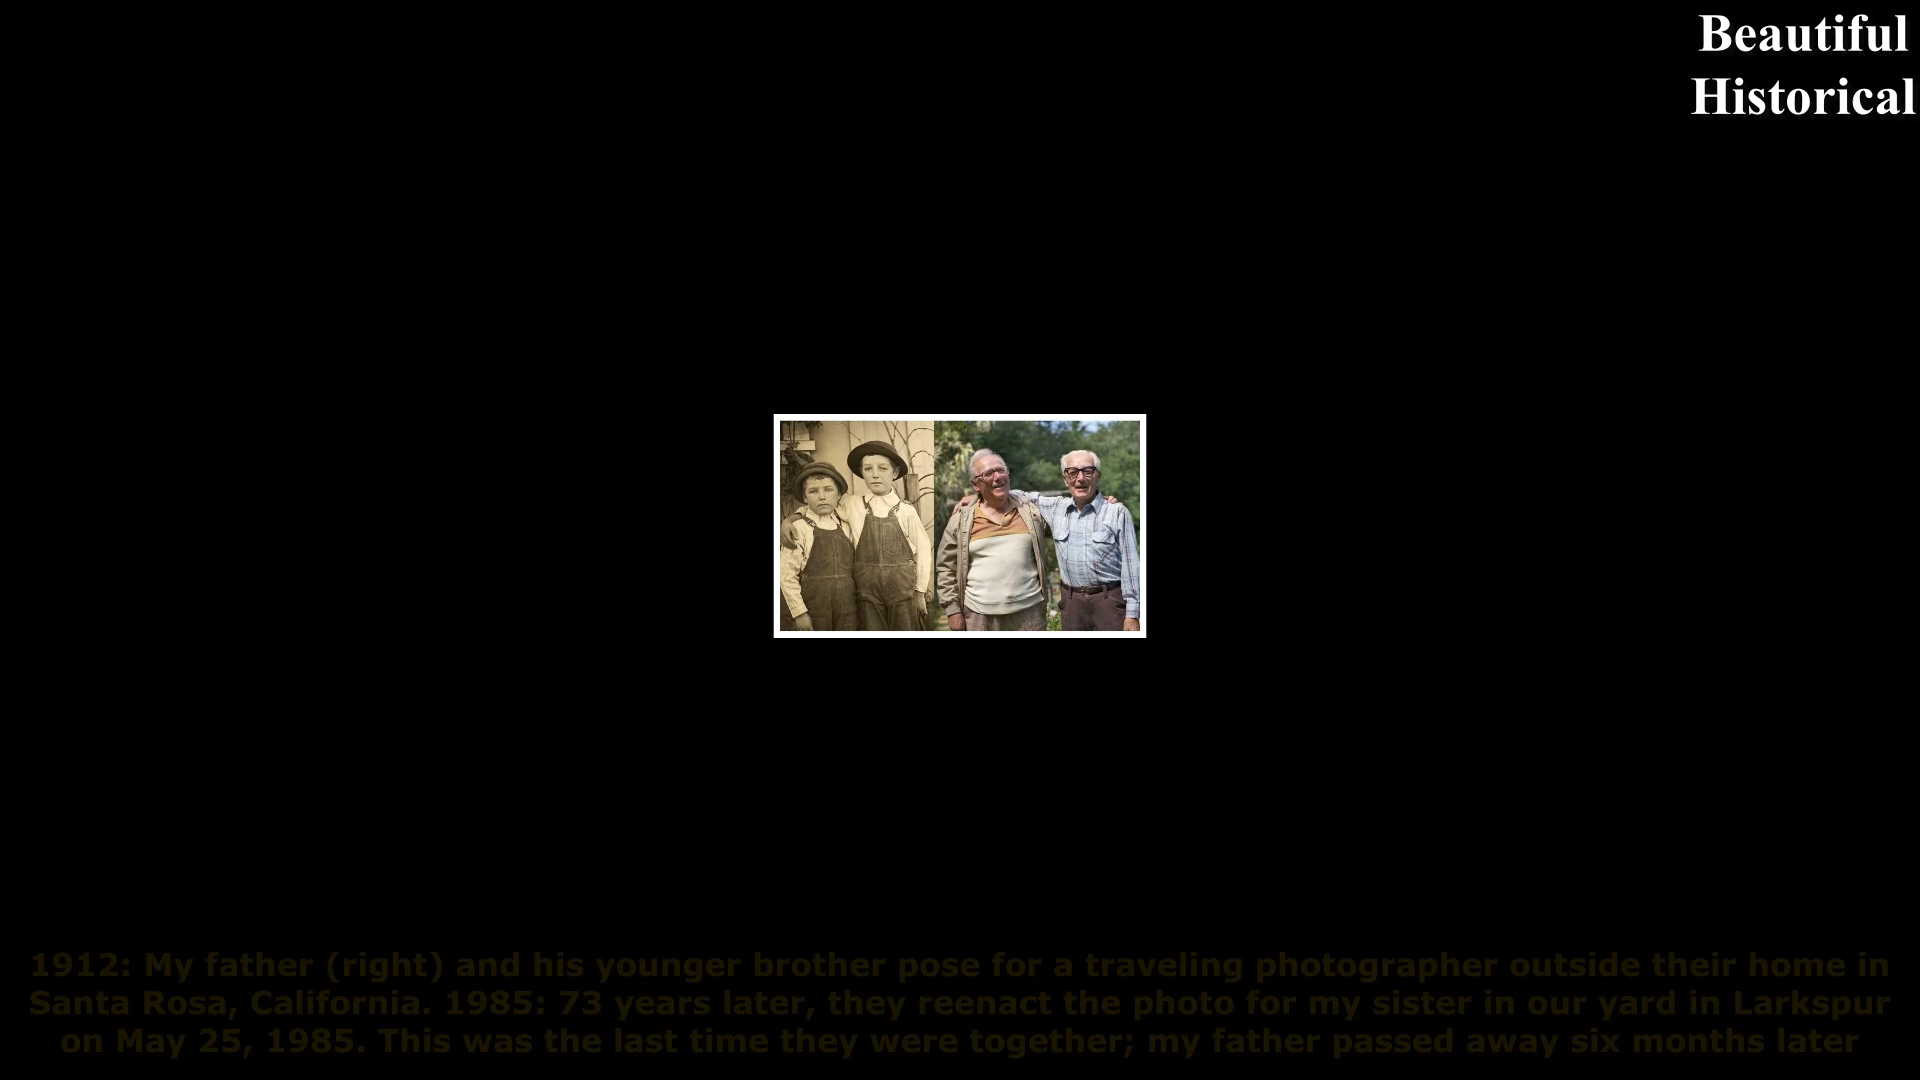 Beautiful
Historical
1912: My father (right) and his younger brother pose for a traveling photographer outside their home in
Santa Rosa, California. 1985: 73 years later, they reenact the photo for my sister in our yard in Larkspur
on May 25, 1985. This was the last time they were together; my father passed away six months later